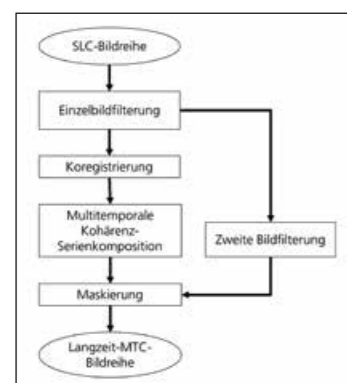 SLC-Bildreihe
Einzelbildfilterung
Koregistrierung
Multitemporale
Kohärenz-
Serienkomposition
Zweite Bildfilterung
Maskierung
Langzeit-MTC-
Bildreihe